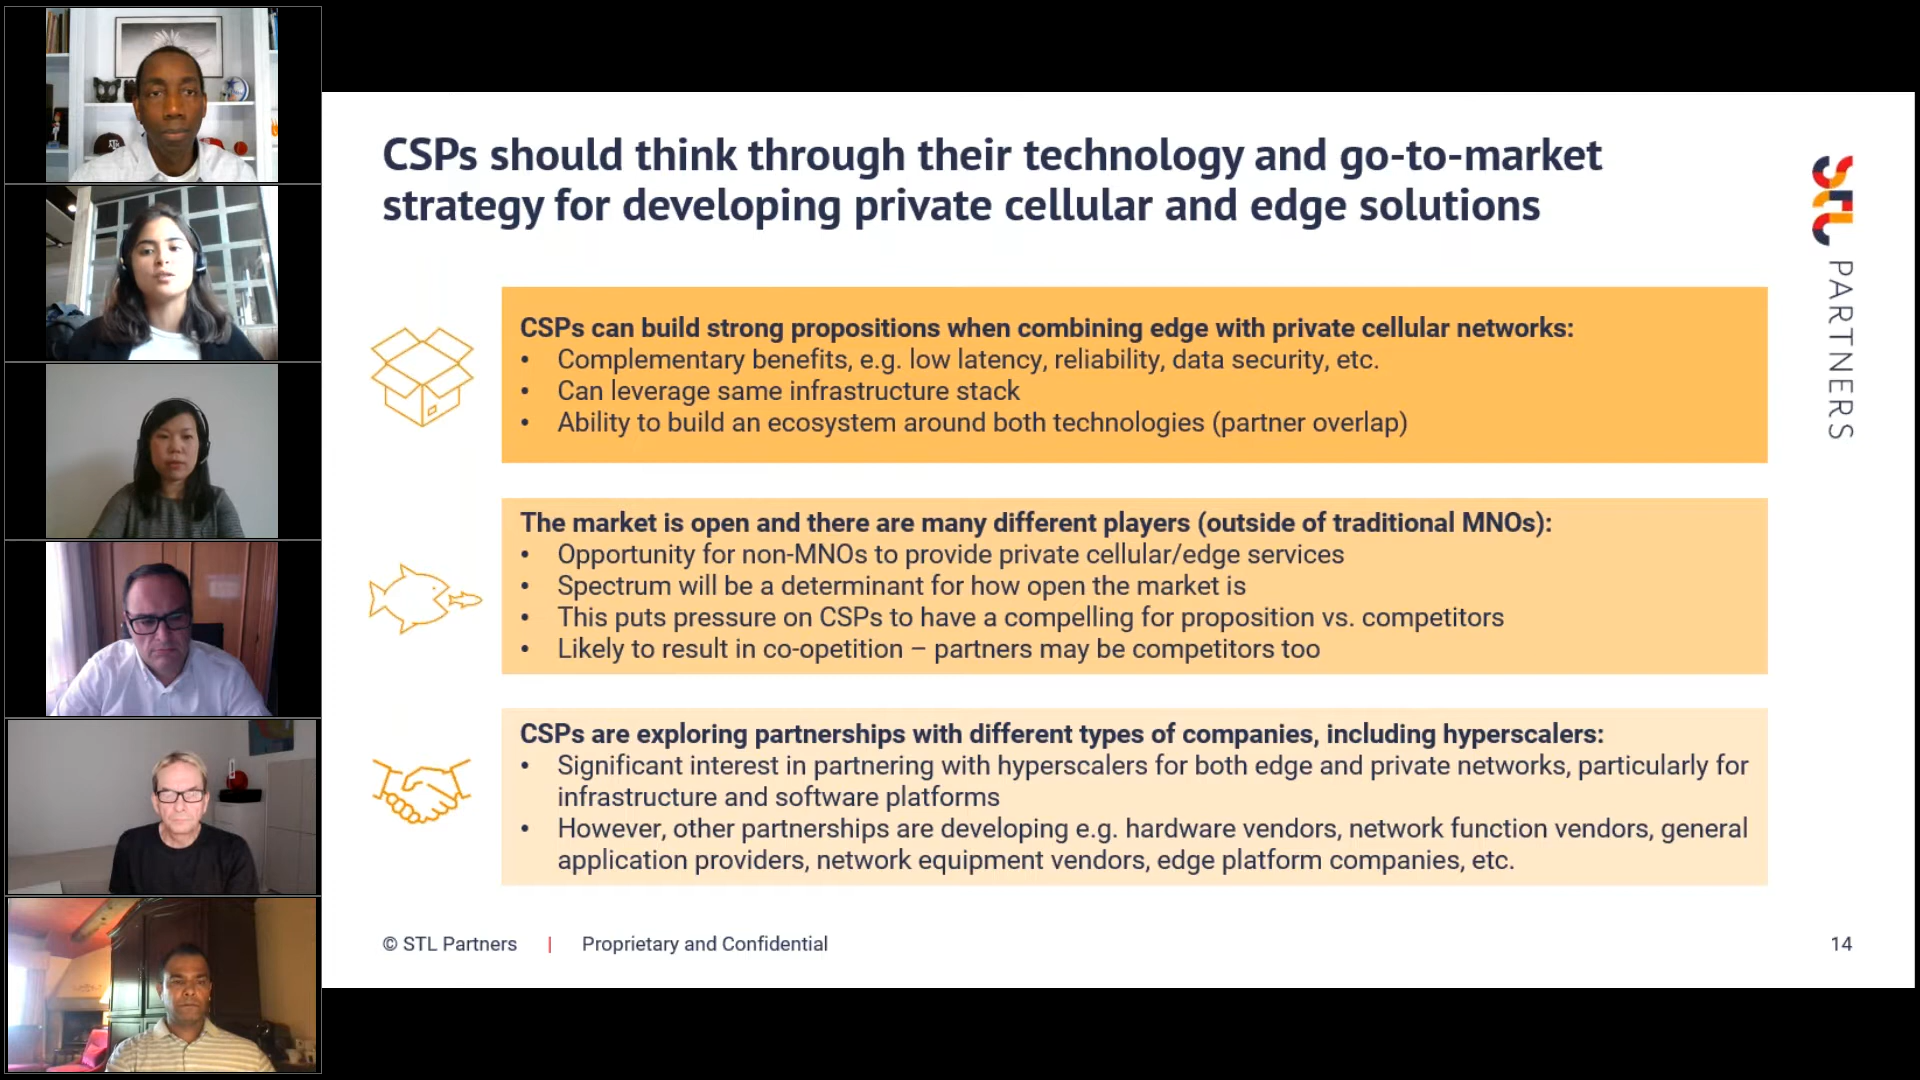 CSPs should think through their technology and go-to-market
strategy for developing private cellular and edge solutions
STL PARTNERS
CSPs can build strong propositions when combining edge with private cellular networks:
• Complementary benefits, e.g. low latency, reliability, data security, etc.
• Can leverage same infrastructure stack
• Ability to build an ecosystem around both technologies (partner overlap)
The market is open and there are many different players (outside of traditional MNOs):
• Opportunity for non-MNOs to provide private cellular/edge services
• Spectrum will be a determinant for how open the market is
• This puts pressure on CSPs to have a compelling for proposition vs. competitors
• Likely to result in co-opetition – partners may be competitors too
CSPs are exploring partnerships with different types of companies, including hyperscalers:
• Significant interest in partnering with hyperscalers for both edge and private networks, particularly for
infrastructure and software platforms
• However, other partnerships are developing e.g. hardware vendors, network function vendors, general
application providers, network equipment vendors, edge platform companies, etc.
© STL Partners | Proprietary and Confidential
14